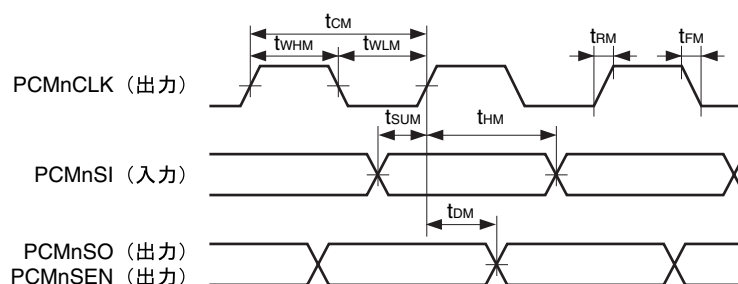 tCM
tWHM
tWLM
tRM
tFM
PCMnCLK（出力）
tSUM
tHM
PCMnSI（入力）
tDM
PCMnSO（出力）
PCMnSEN（出力）